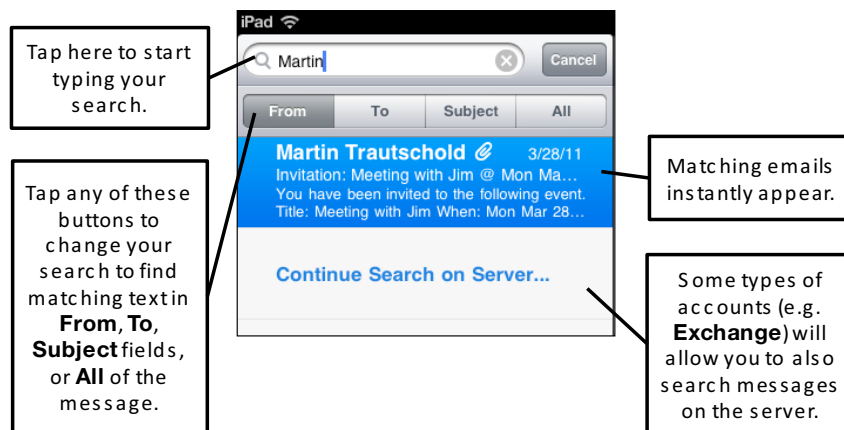 iPad
Tap here to start
typing your
search.
Martin
Cancel
From To Subject All
Martin Trautschold 3/28/11
Invitation: Meeting with Jim @ Mon Ma...
You have been invited to the following event.
Title: Meeting with Jim When: Mon Mar 28...
Matching emails
instantly appear.
Tap any of these
buttons to
change your
search to find
matching text in
From, To,
Subject fields,
or All of the
message.
Continue Search on Server...
Some types of
accounts (e.g.
Exchange) will
allow you to also
search messages
on the server.